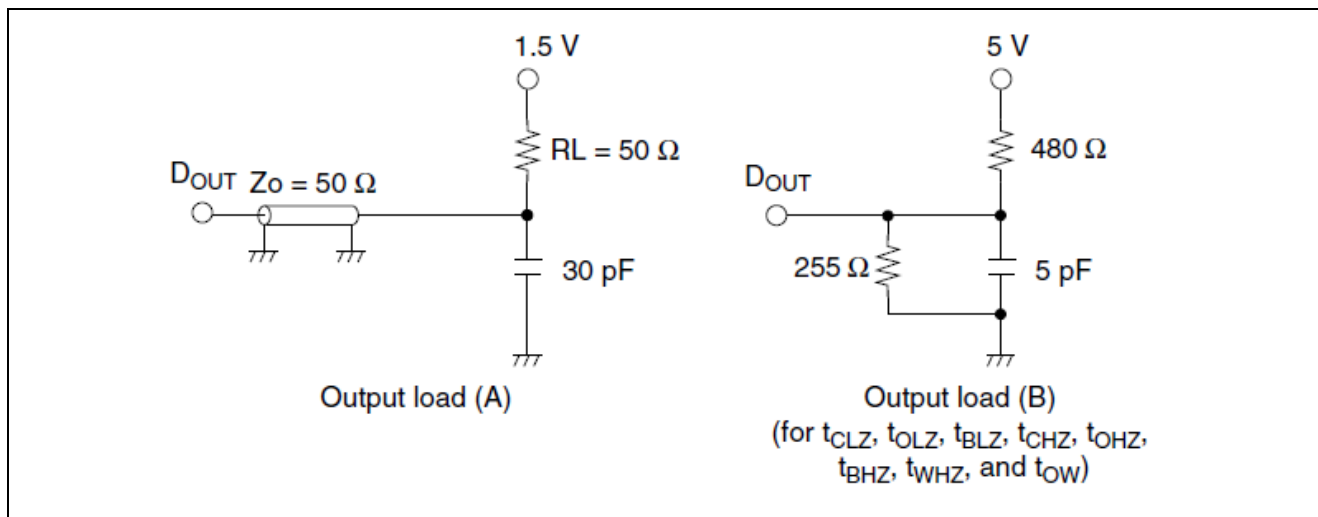 1.5 V
RL = 50 Ω
DOUT Zo = 50 Ω
30 pF
Output load (A)
5 V
480 Ω
DOUT
255 Ω
5 pF
Output load (B)
(for tCLZ, tOLZ, tBLZ, tCHZ, tOHZ,
tBHZ, tWHZ, and tOW)